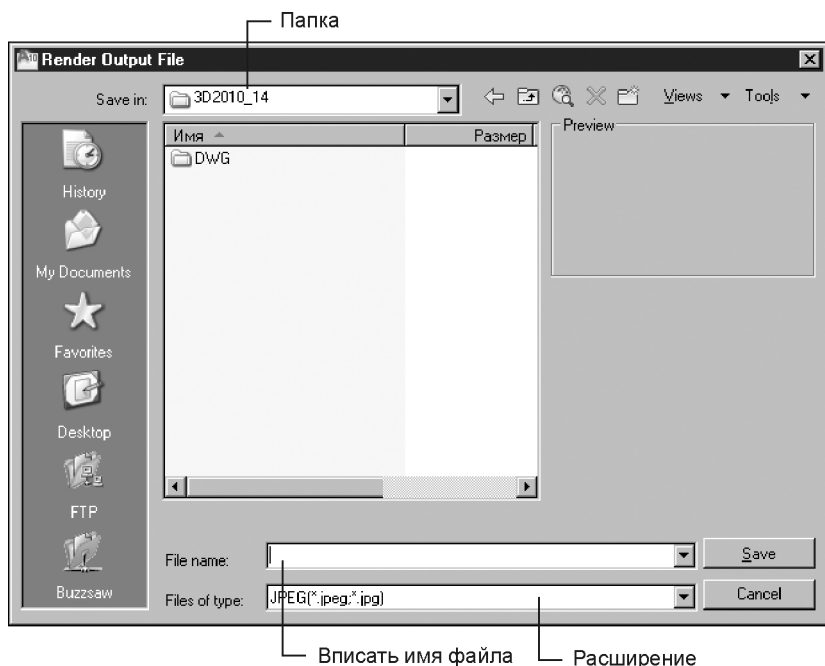 Папка
Render Output File
Save in:
3D2010_14
Views
Tools
Имя
Размер
Preview
DWG
History
My Documents
Favorites
Desktop
FTP
Buzzsaw
File name:
Save
Files of type:
JPEG(*.jpeg;*.jpg)
Cancel
Вписать имя файла
Расширение